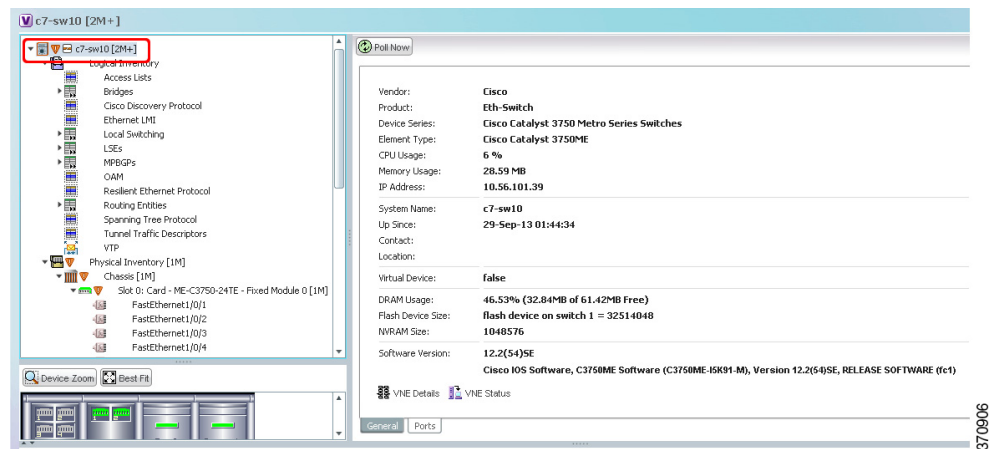 c7-sw10 [2M+]
c7-sw10 [2M+]
Logical Inventory
Access Lists
Bridges
Cisco Discovery Protocol
Ethernet LMI
Local Switching
LSEs
MPBGPs
OAM
Resilient Ethernet Protocol
Routing Entities
Spanning Tree Protocol
Tunnel Traffic Descriptors
VTP
Physical Inventory [1M]
Chassis [1M]
Slot 0: Card - ME-C3750-24TE - Fixed Module 0 [1M]
FastEthernet1/0/1
FastEthernet1/0/2
FastEthernet1/0/3
FastEthernet1/0/4
Device Zoom Best Fit
Poll Now
Vendor: Cisco
Product: Eth-Switch
Device Series: Cisco Catalyst 3750 Metro Series Switches
Element Type: Cisco Catalyst 3750ME
CPU Usage: 6 %
Memory Usage: 28.59 MB
IP Address: 10.56.101.39
System Name: c7-sw10
Up Since: 29-Sep-13 01:44:34
Contact:
Location:
Virtual Device: false
DRAM Usage: 46.53% (32.84MB of 61.42MB Free)
Flash Device Size: flash device on switch 1 = 32514048
NVRAM Size: 1048576
Software Version: 12.2(54)SE
Cisco IOS Software, C3750ME Software (C3750ME-I5K91-M), Version 12.2(54)SE, RELEASE SOFTWARE (fc1)
VNE Details VNE Status
General Ports
370906